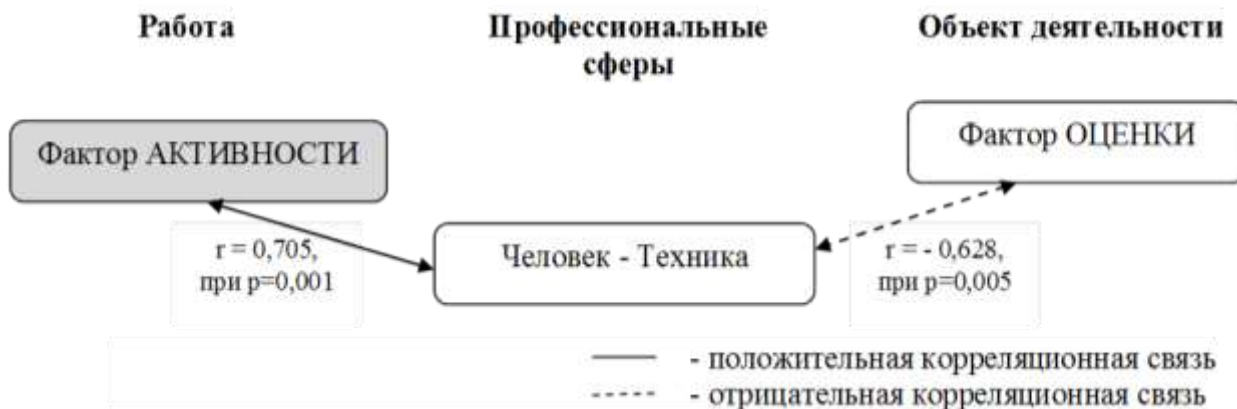 Работа
Профессиональные
сферы
Объект деятельности
Фактор АКТИВНОСТИ
Фактор ОЦЕНКИ
r = 0,705,
при p=0,001
Человек - Техника
r = - 0,628,
при p=0,005
- положительная корреляционная связь
- отрицательная корреляционная связь